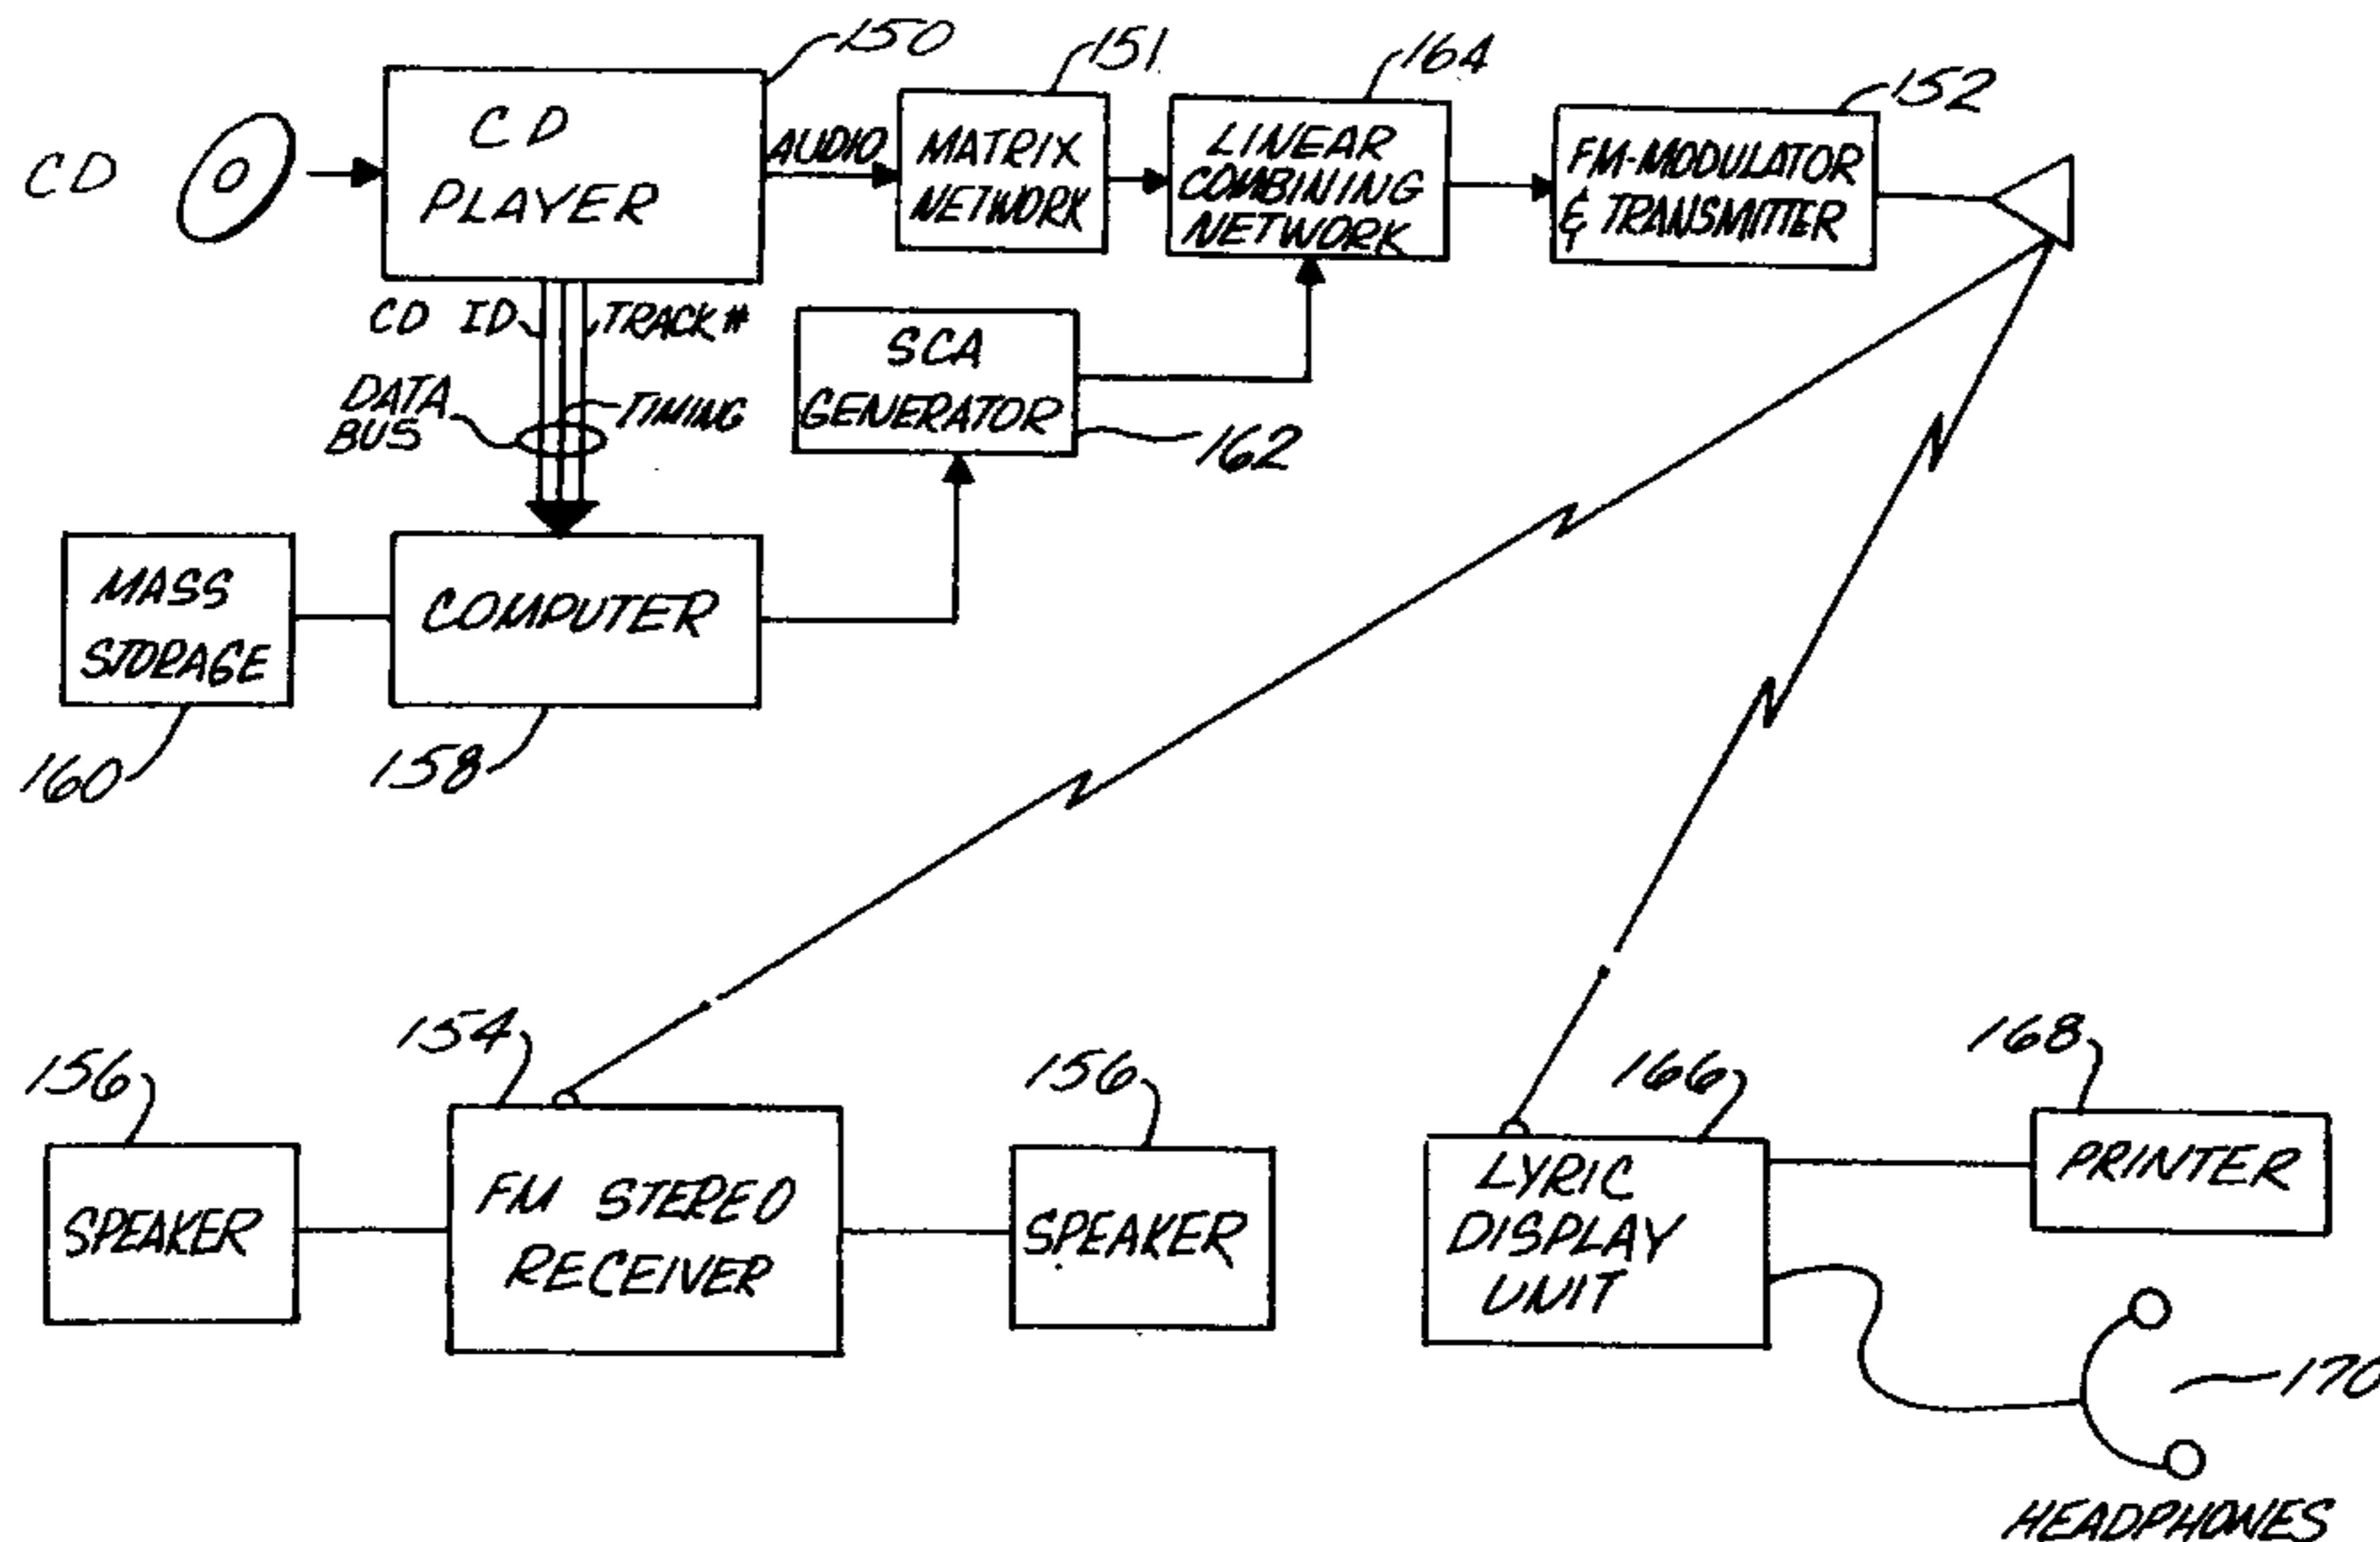 150
151
164
152
CD
CD
PLAYER
AUDIO
MATRIX
NETWORK
LINEAR
COMBINING
NETWORK
FM-MODULATOR
& TRANSMITTER
CD ID
TRACK #
DATA
BUS
TIMING
SCA
GENERATOR
162
MASS
STORAGE
COMPUTER
160
158
156
154
156
166
168
SPEAKER
FM STEREO
RECEIVER
SPEAKER
LYRIC
DISPLAY
UNIT
PRINTER
170
HEADPHONES